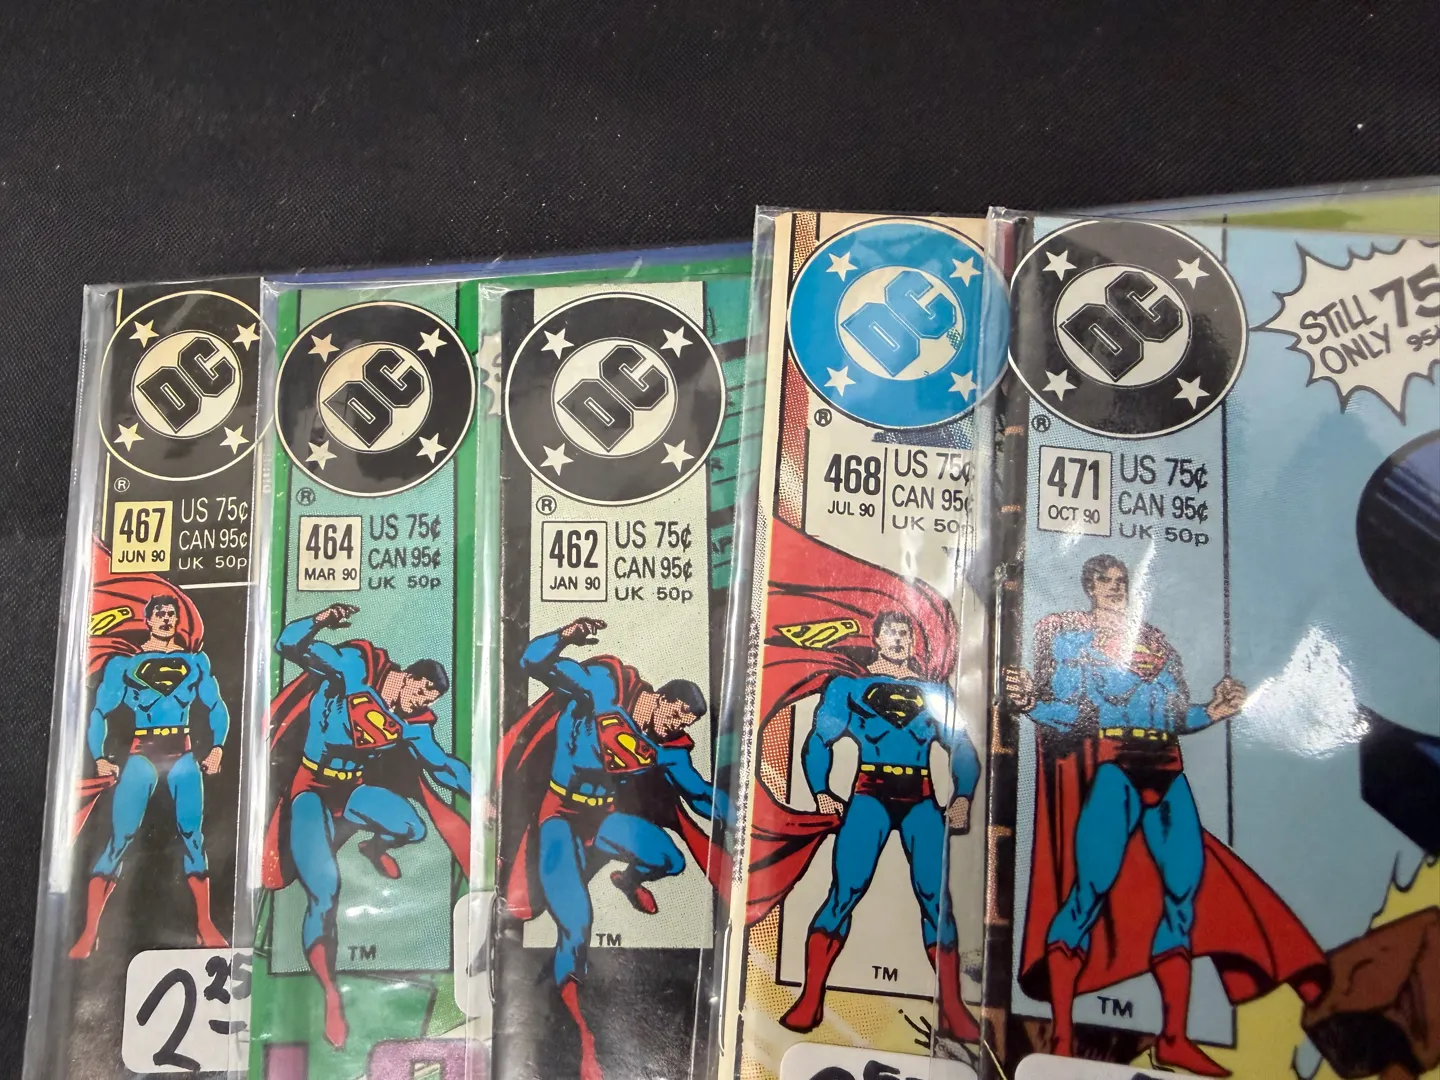 DC
®
467
JUN 90
US 75¢
CAN 95¢
UK 50p
2 25
DC
®
464
MAR 90
US 75¢
CAN 95¢
UK 50p
TM
DC
®
462
JAN 90
US 75¢
CAN 95¢
UK 50p
TM
DC
®
468
JUL 90
US 75¢
CAN 95¢
UK 50p
TM
DC
®
471
OCT 90
US 75¢
CAN 95¢
UK 50p
TM
STILL 75
ONLY 95¢